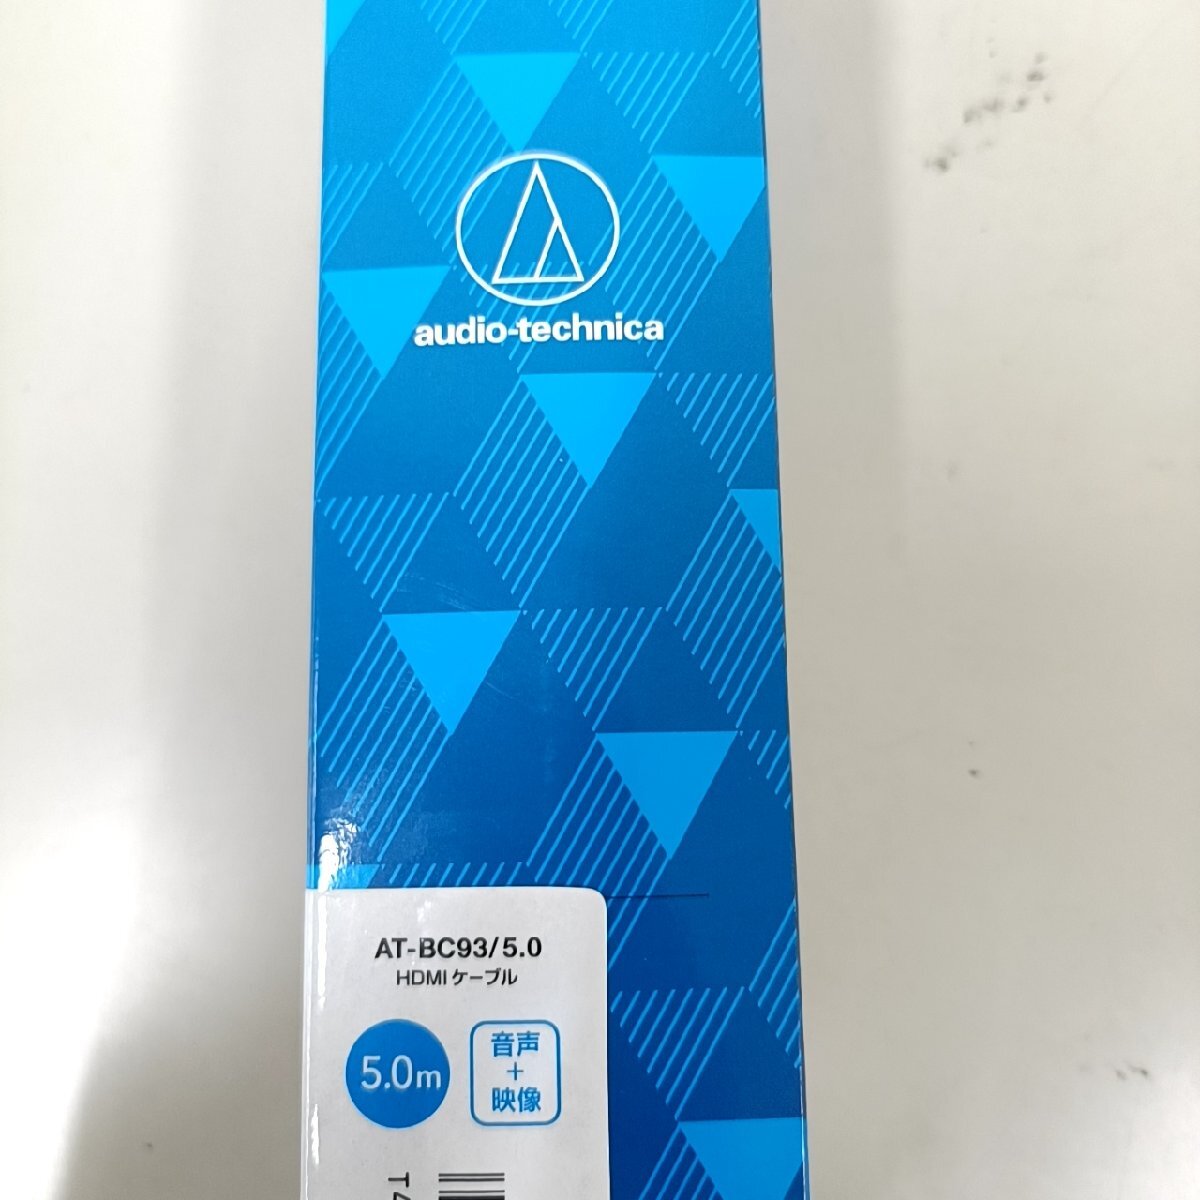 audio-technica
AT-BC93/5.0
HDMIケーブル
5.0m
音声
+
映像
T4